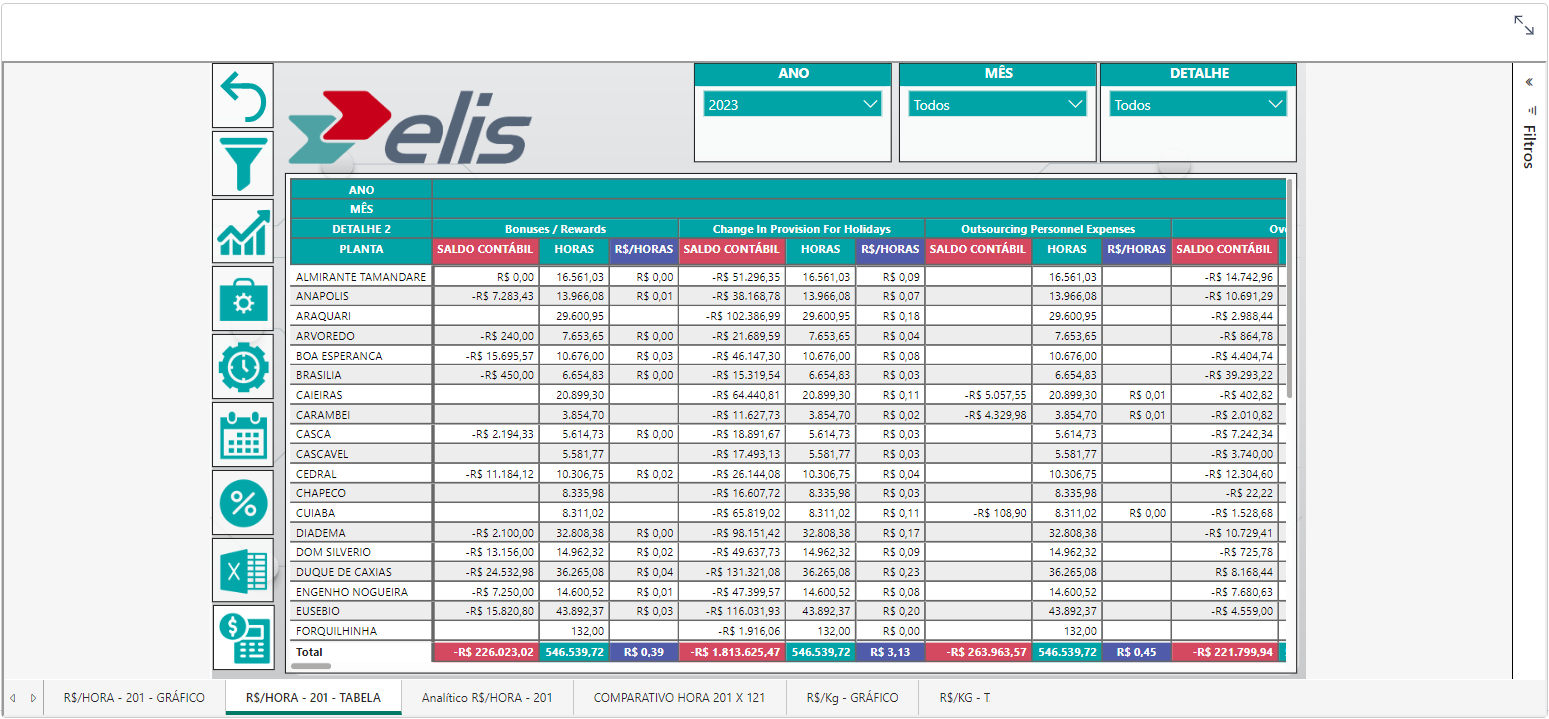 ANO MÊS DETALHE
2023 Todos Todos
elis
Filtros
ANO
MÊS
DETALHE 2 Bonuses / Rewards Change In Provision For Holidays Outsourcing Personnel Expenses Ov
PLANTA SALDO CONTÁBIL HORAS R$/HORAS SALDO CONTÁBIL HORAS R$/HORAS SALDO CONTÁBIL HORAS R$/HORAS SALDO CONTÁBIL
ALMIRANTE TAMANDARE R$ 0,00 16.561,03 R$ 0,00 -R$ 51.296,35 16.561,03 R$ 0,09 16.561,03 -R$ 14.742,96
ANAPOLIS -R$ 7.283,43 13.966,08 R$ 0,01 -R$ 38.168,78 13.966,08 R$ 0,07 13.966,08 -R$ 10.691,29
ARAQUARI 29.600,95 -R$ 102.386,99 29.600,95 R$ 0,18 29.600,95 -R$ 2.988,44
ARVOREDO -R$ 240,00 7.653,65 R$ 0,00 -R$ 21.689,59 7.653,65 R$ 0,04 7.653,65 -R$ 864,78
BOA ESPERANCA -R$ 15.695,57 10.676,00 R$ 0,03 -R$ 46.147,30 10.676,00 R$ 0,08 10.676,00 -R$ 4.404,74
BRASILIA -R$ 450,00 6.654,83 R$ 0,00 -R$ 15.319,54 6.654,83 R$ 0,03 6.654,83 -R$ 39.293,22
CAIEIRAS 20.899,30 -R$ 64.440,81 20.899,30 R$ 0,11 -R$ 5.057,55 20.899,30 R$ 0,01 -R$ 402,82
CARAMBEI 3.854,70 -R$ 11.627,73 3.854,70 R$ 0,02 -R$ 4.329,98 3.854,70 R$ 0,01 -R$ 2.010,82
CASCA -R$ 2.194,33 5.614,73 R$ 0,00 -R$ 18.891,67 5.614,73 R$ 0,03 5.614,73 -R$ 7.242,34
CASCAVEL 5.581,77 -R$ 17.493,13 5.581,77 R$ 0,03 5.581,77 -R$ 3.740,00
CEDRAL -R$ 11.184,12 10.306,75 R$ 0,02 -R$ 26.144,08 10.306,75 R$ 0,04 10.306,75 -R$ 12.304,60
CHAPECO 8.335,98 -R$ 16.607,72 8.335,98 R$ 0,03 8.335,98 -R$ 22,22
CUIABA 8.311,02 -R$ 65.819,02 8.311,02 R$ 0,11 -R$ 108,90 8.311,02 R$ 0,00 -R$ 1.528,68
DIADEMA -R$ 2.100,00 32.808,38 R$ 0,00 -R$ 98.151,42 32.808,38 R$ 0,17 32.808,38 -R$ 10.729,41
DOM SILVERIO -R$ 13.156,00 14.962,32 R$ 0,02 -R$ 49.637,73 14.962,32 R$ 0,09 14.962,32 -R$ 725,78
DUQUE DE CAXIAS -R$ 24.532,98 36.265,08 R$ 0,04 -R$ 131.321,08 36.265,08 R$ 0,23 36.265,08 R$ 8.168,44
ENGENHO NOGUEIRA -R$ 7.250,00 14.600,52 R$ 0,01 -R$ 47.399,57 14.600,52 R$ 0,08 14.600,52 -R$ 7.680,63
EUSEBIO -R$ 15.820,80 43.892,37 R$ 0,03 -R$ 116.031,93 43.892,37 R$ 0,20 43.892,37 -R$ 4.559,00
FORQUILHINHA 132,00 -R$ 1.916,06 132,00 R$ 0,00 132,00
Total -R$ 226.023,02 546.539,72 R$ 0,39 -R$ 1.813.625,47 546.539,72 R$ 3,13 -R$ 263.963,57 546.539,72 R$ 0,45 -R$ 221.799,94
R$/HORA - 201 - GRÁFICO R$/HORA - 201 - TABELA Analítico R$/HORA - 201 COMPARATIVO HORA 201 X 121 R$/Kg - GRÁFICO R$/KG - T